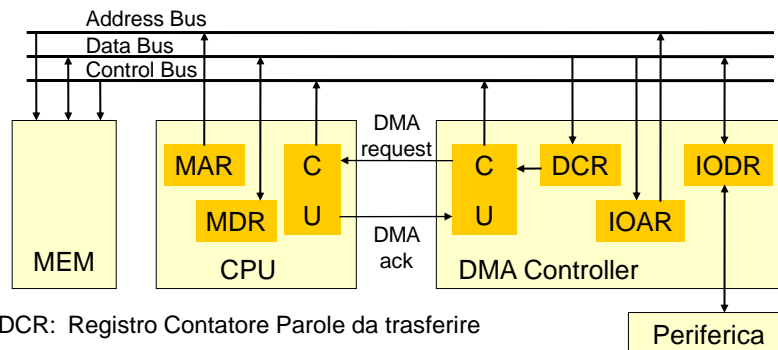 Address Bus
Data Bus
Control Bus
DMA
request
MAR
C
U
MDR
C
U
DCR
IODR
IOAR
DMA
ack
MEM
CPU
DMA Controller
DCR: Registro Contatore Parole da trasferire
Periferica